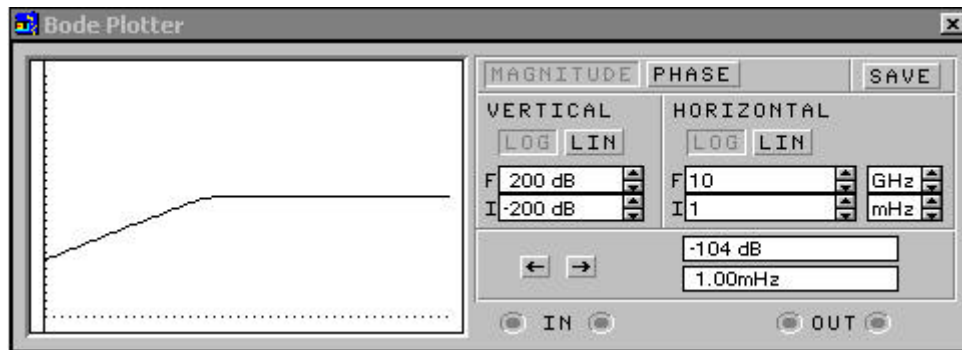 Bode Plotter
MAGNITUDE PHASE SAVE
VERTICAL HORIZONTAL
LOG LIN LOG LIN
F 200 dB F 10 GHz
I -200 dB I 1 mHz
-104 dB
← → 1.00mHz
IN OUT